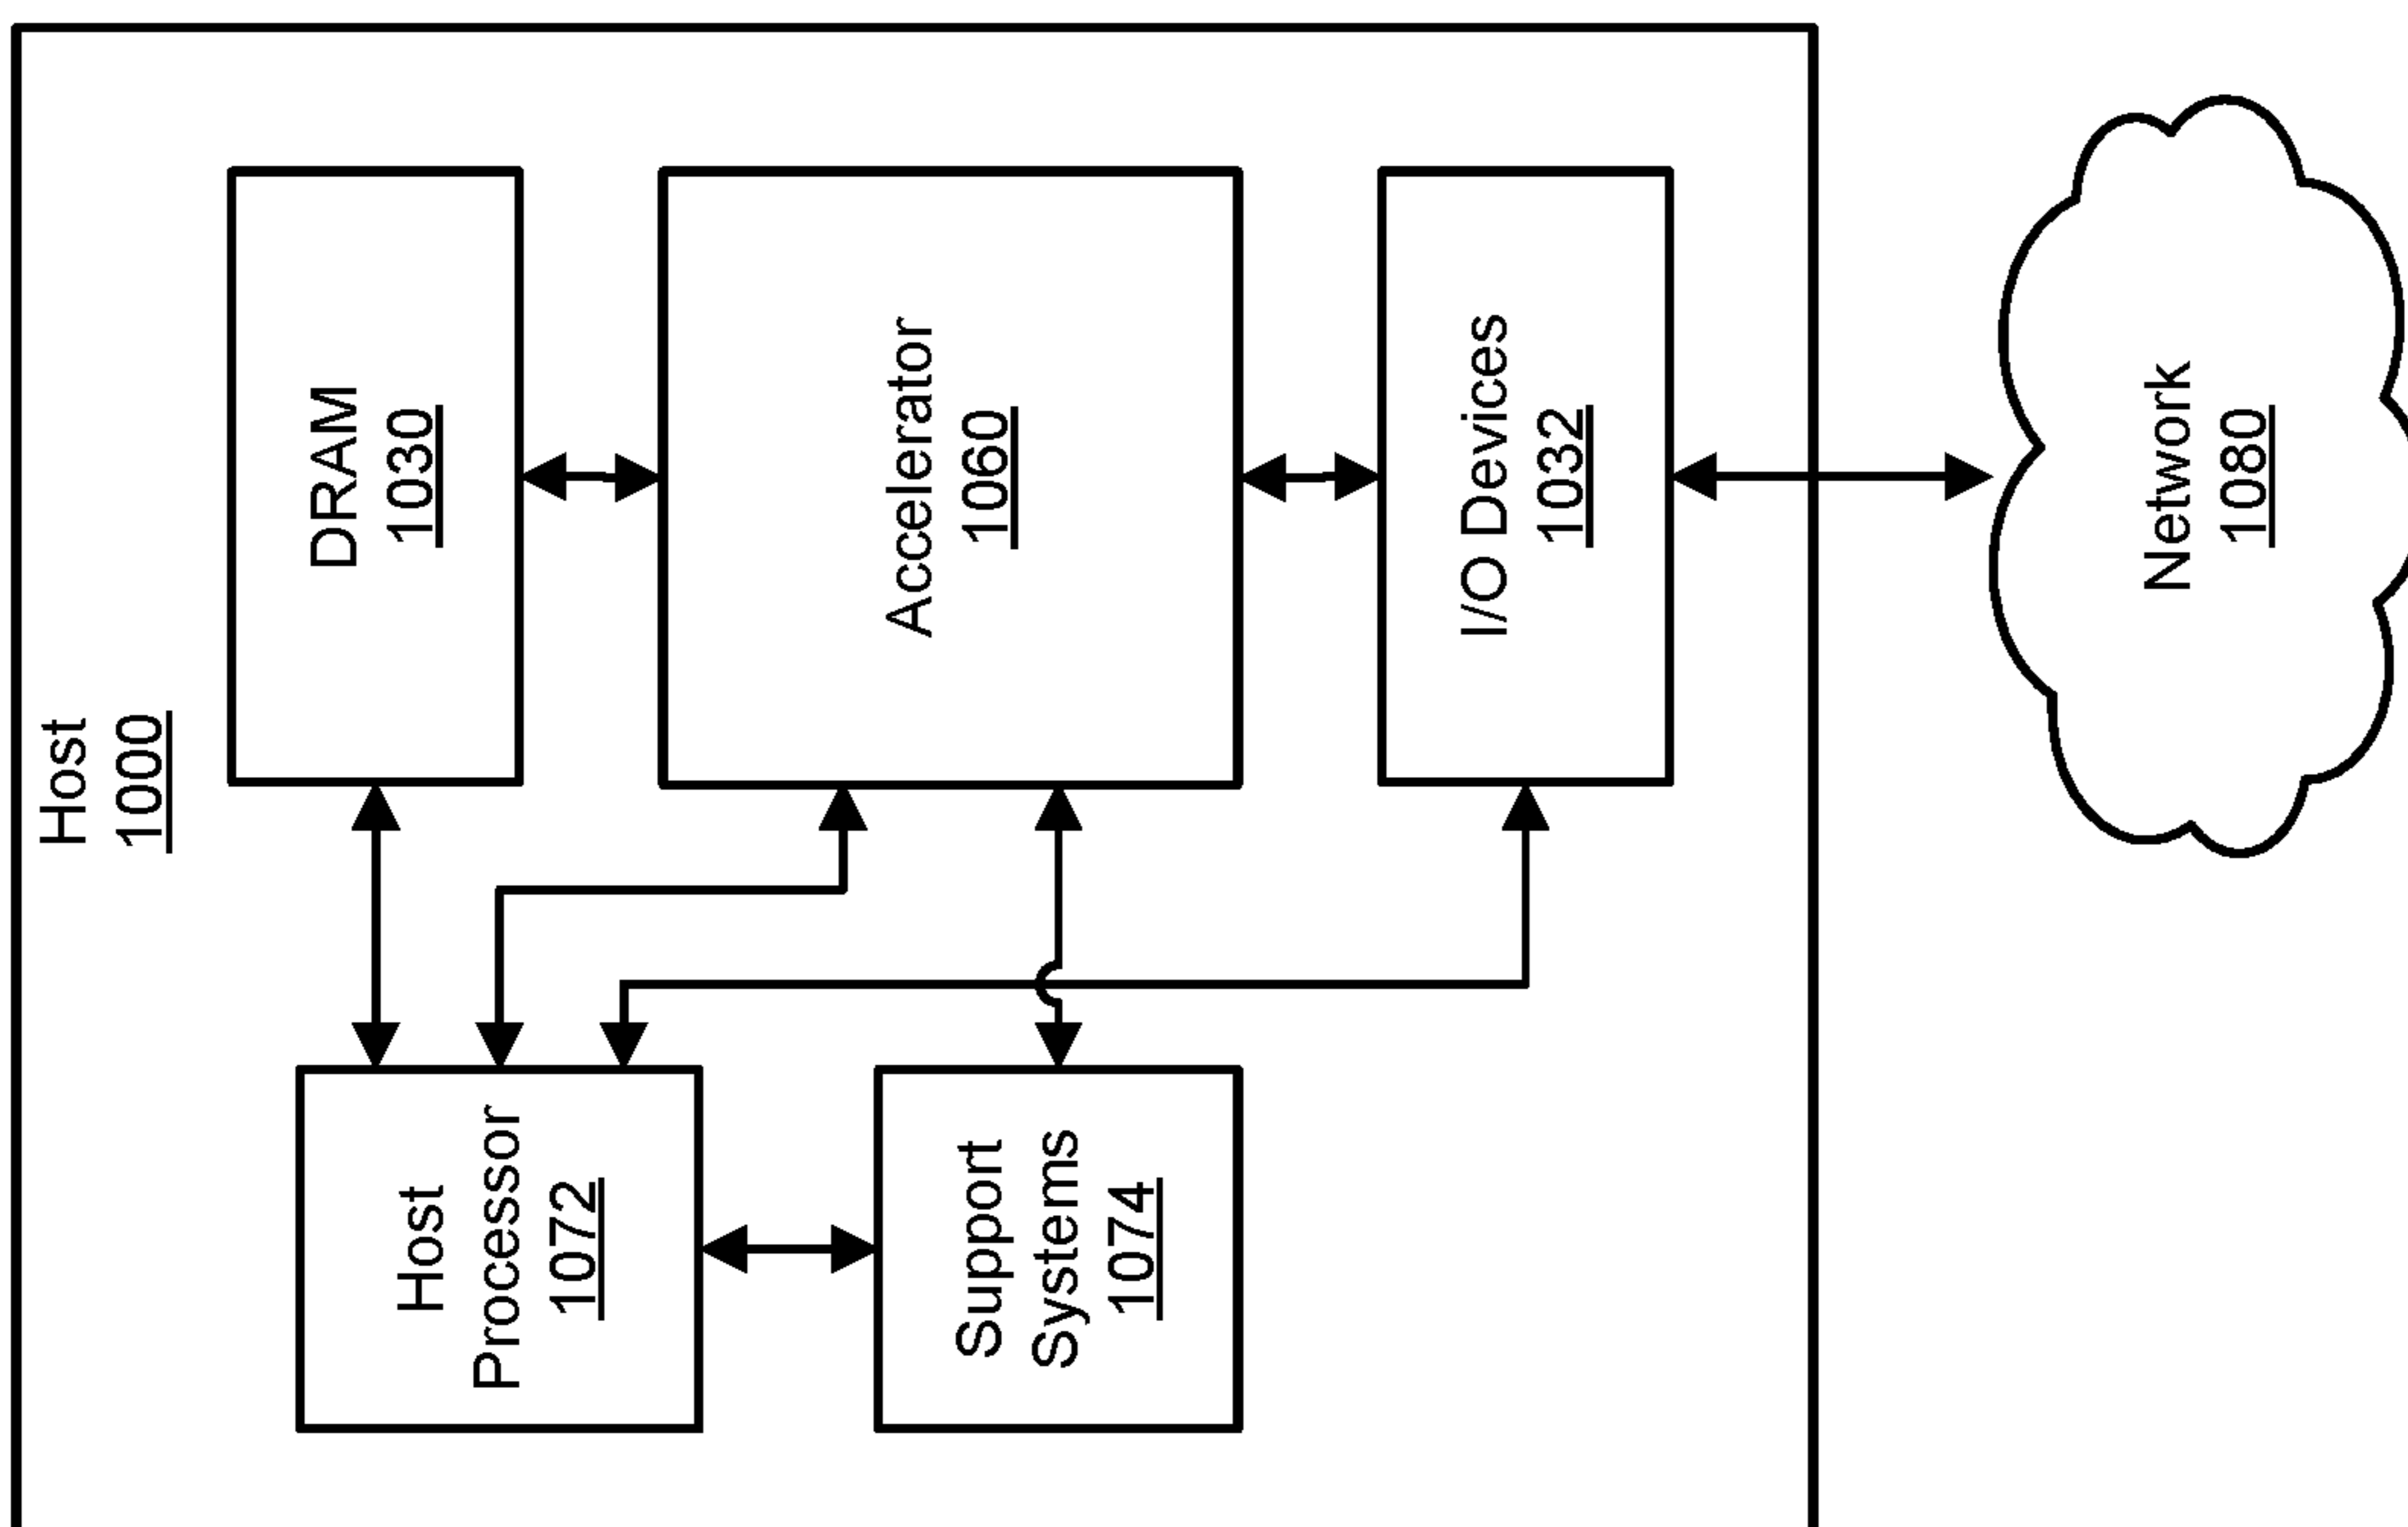 Host
1000
Host
Processor
1072
DRAM
1030
Support
Systems
1074
Accelerator
1060
I/O Devices
1032
Network
1080